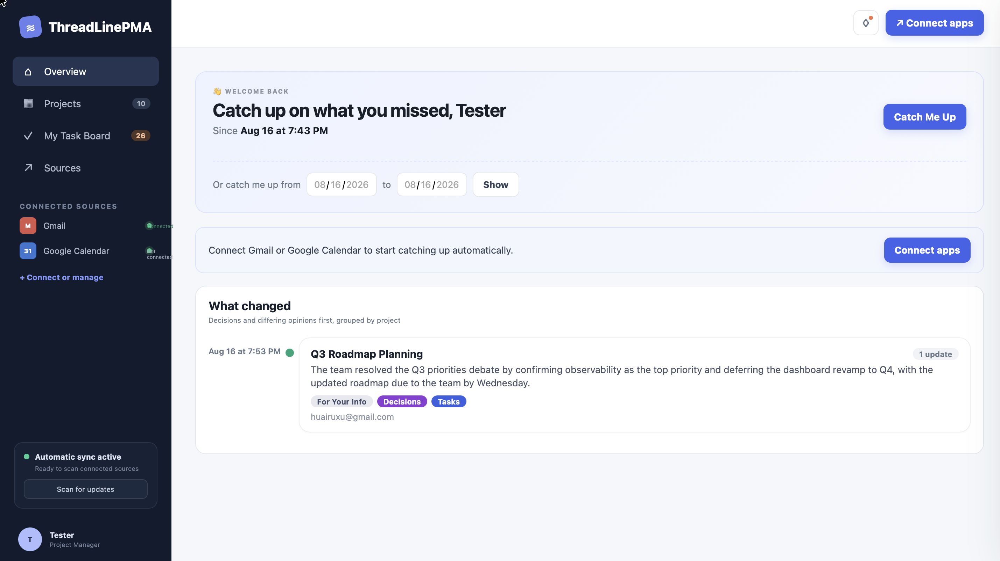 ThreadLinePMA
Overview
Projects 10
My Task Board 26
Sources
CONNECTED SOURCES
M Gmail connected
31 Google Calendar Not
connected
+ Connect or manage
Automatic sync active
Ready to scan connected sources
Scan for updates
T Tester
Project Manager
Connect apps
👋 WELCOME BACK
Catch up on what you missed, Tester
Since Aug 16 at 7:43 PM
Catch Me Up
Or catch me up from 08/16/2026 to 08/16/2026 Show
Connect Gmail or Google Calendar to start catching up automatically.
Connect apps
What changed
Decisions and differing opinions first, grouped by project
Aug 16 at 7:53 PM
Q3 Roadmap Planning 1 update
The team resolved the Q3 priorities debate by confirming observability as the top priority and deferring the dashboard revamp to Q4, with the
updated roadmap due to the team by Wednesday.
For Your Info Decisions Tasks
huairuxu@gmail.com